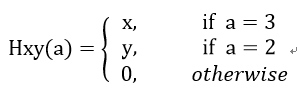 x, if a = 3
Hxy(a) = { y, if a = 2
0, otherwise